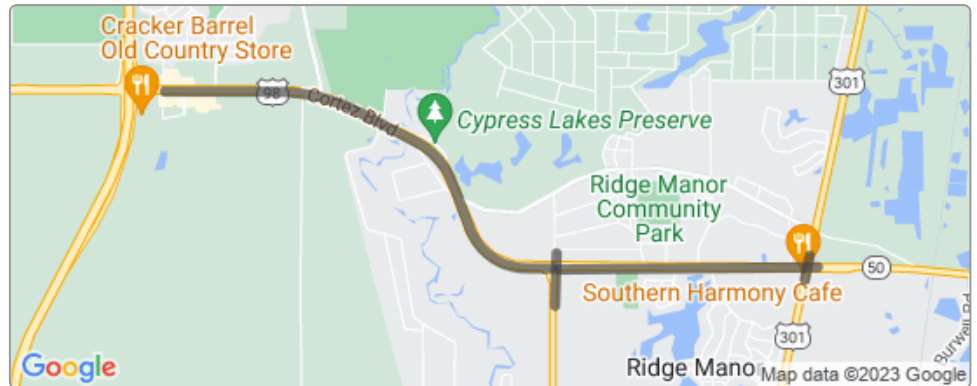 Cracker Barrel
Old Country Store
98
Cortez Blvd
301
Cypress Lakes Preserve
Ridge Manor
Community
Park
50
Southern Harmony Cafe
301
Burwell
Google
Ridge Mano
Map data ©2023 Google